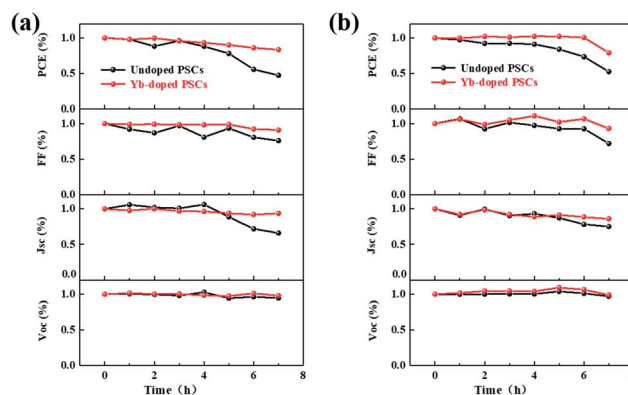 (a)
PCE (%)
1.0
0.5
0.0
Undoped PSCs
Yb-doped PSCs
FF (%)
1.0
0.5
0.0
Jsc (%)
1.0
0.5
0.0
Voc (%)
1.0
0.5
0.0
0 2 4 6 8
Time (h)
(b)
PCE (%)
1.0
0.5
0.0
Undoped PSCs
Yb-doped PSCs
FF (%)
1.0
0.5
0.0
Jsc (%)
1.0
0.5
0.0
Voc (%)
1.0
0.5
0.0
0 2 4 6 8
Time (h)